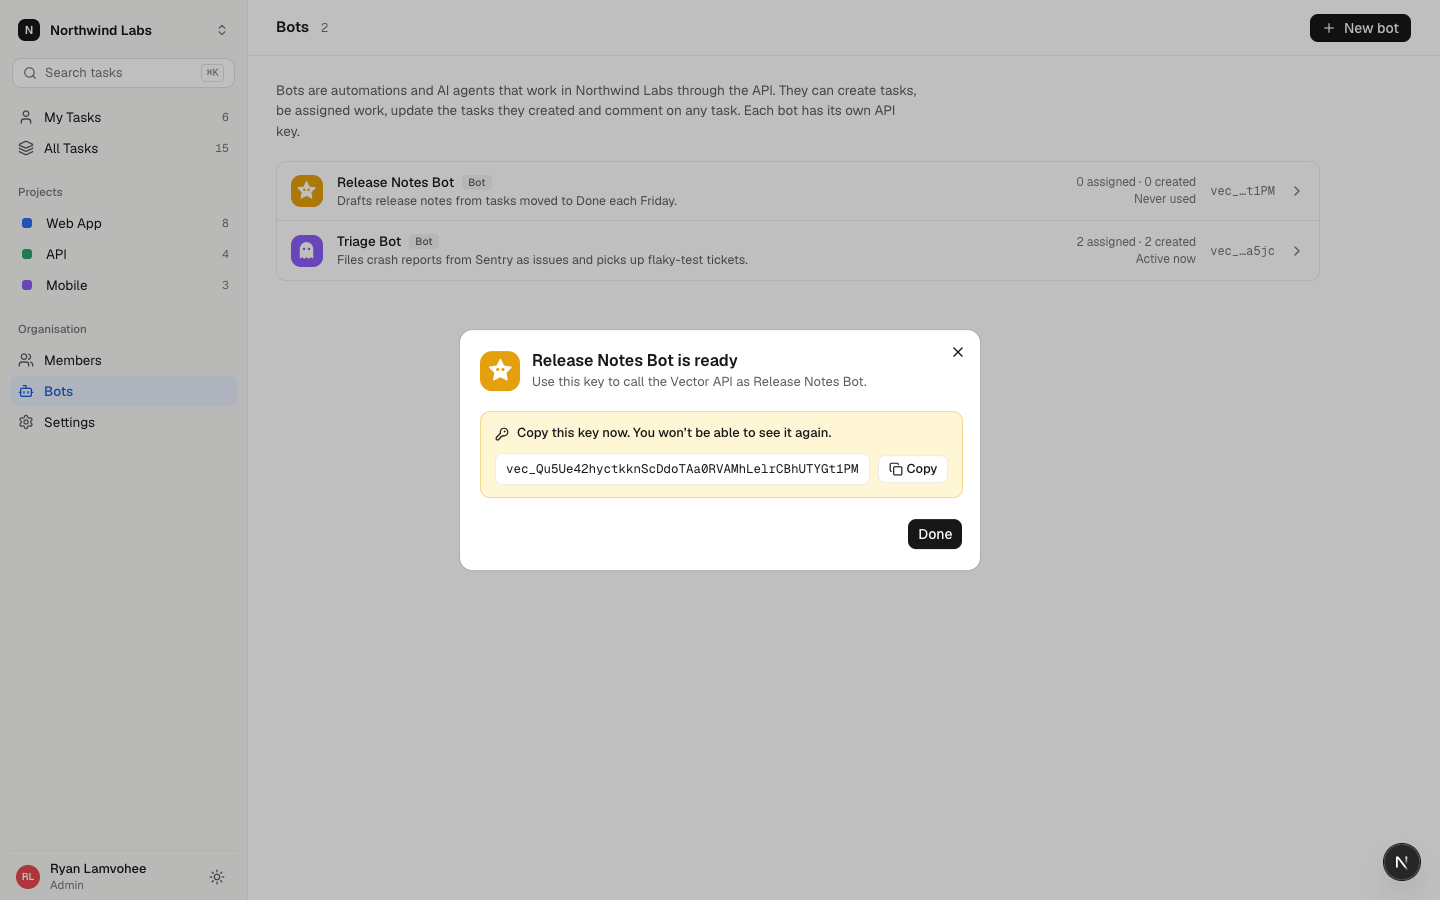 N
Northwind Labs
Search tasks
⌘K
My Tasks
6
All Tasks
15
Projects
Web App
8
API
4
Mobile
3
Organisation
Members
Bots
Settings
RL
Ryan Lamvohee
Admin
Bots 2
New bot
Bots are automations and AI agents that work in Northwind Labs through the API. They can create tasks,
be assigned work, update the tasks they created and comment on any task. Each bot has its own API
key.
Release Notes Bot Bot
Drafts release notes from tasks moved to Done each Friday.
0 assigned · 0 created
Never used
vec_…t1PM
Triage Bot Bot
Files crash reports from Sentry as issues and picks up flaky-test tickets.
2 assigned · 2 created
Active now
vec_…a5jc
Release Notes Bot is ready
Use this key to call the Vector API as Release Notes Bot.
Copy this key now. You won’t be able to see it again.
vec_Qu5Ue42hyctkknScDdoTAa0RVAMhLelrCBhUTYGt1PM
Copy
Done
N